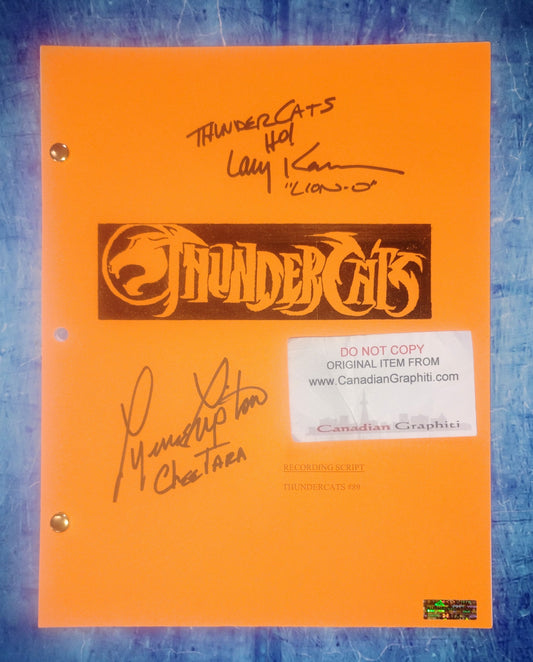 THUNDERCATS
HO!
Larry Kenney
"LION-O"
THUNDERCATS
DO NOT COPY
ORIGINAL ITEM FROM
www.CanadianGraphiti.com
Canadian Graphiti
Lynne Lipton
CHEETARA
RECORDING SCRIPT
THUNDERCATS #99